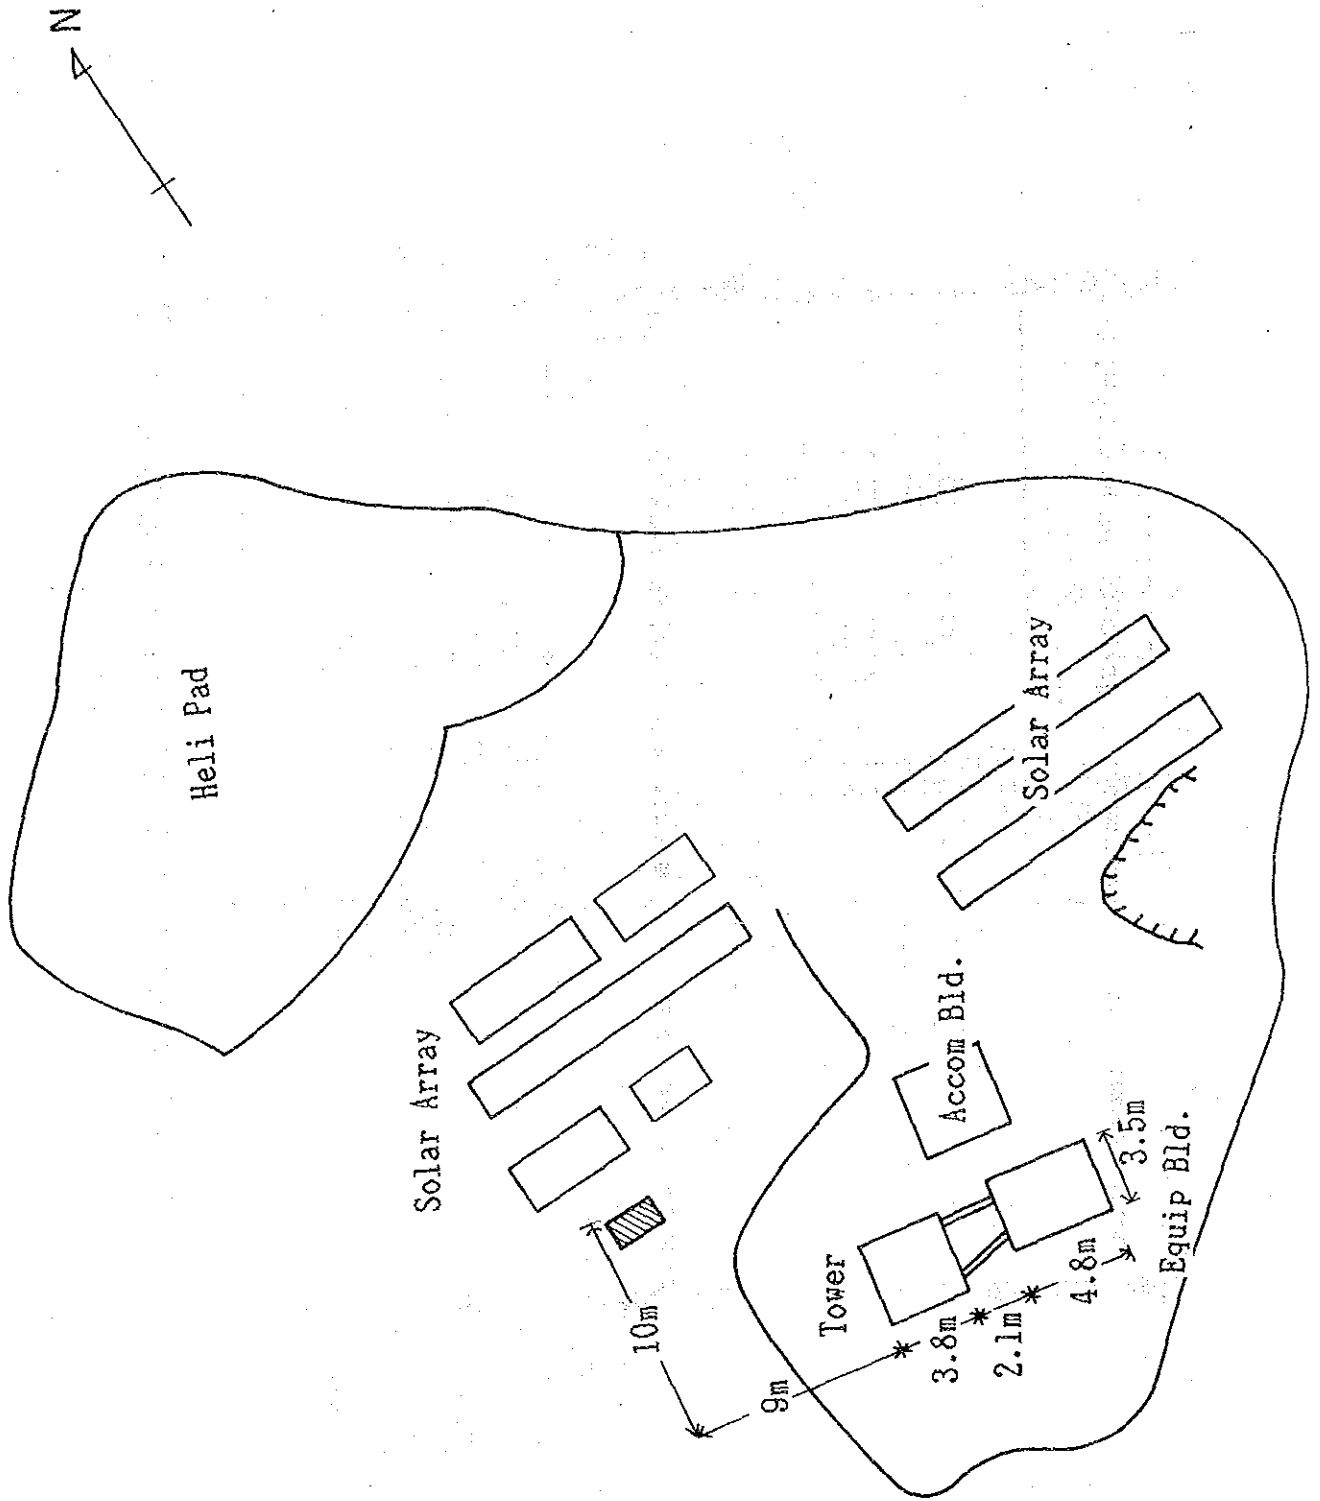 N
Heli Pad
Solar Array
Solar Array
Accom Bld.
Tower
Equip Bld.
10m
9m
3.8m
2.1m
4.8m
3.5m